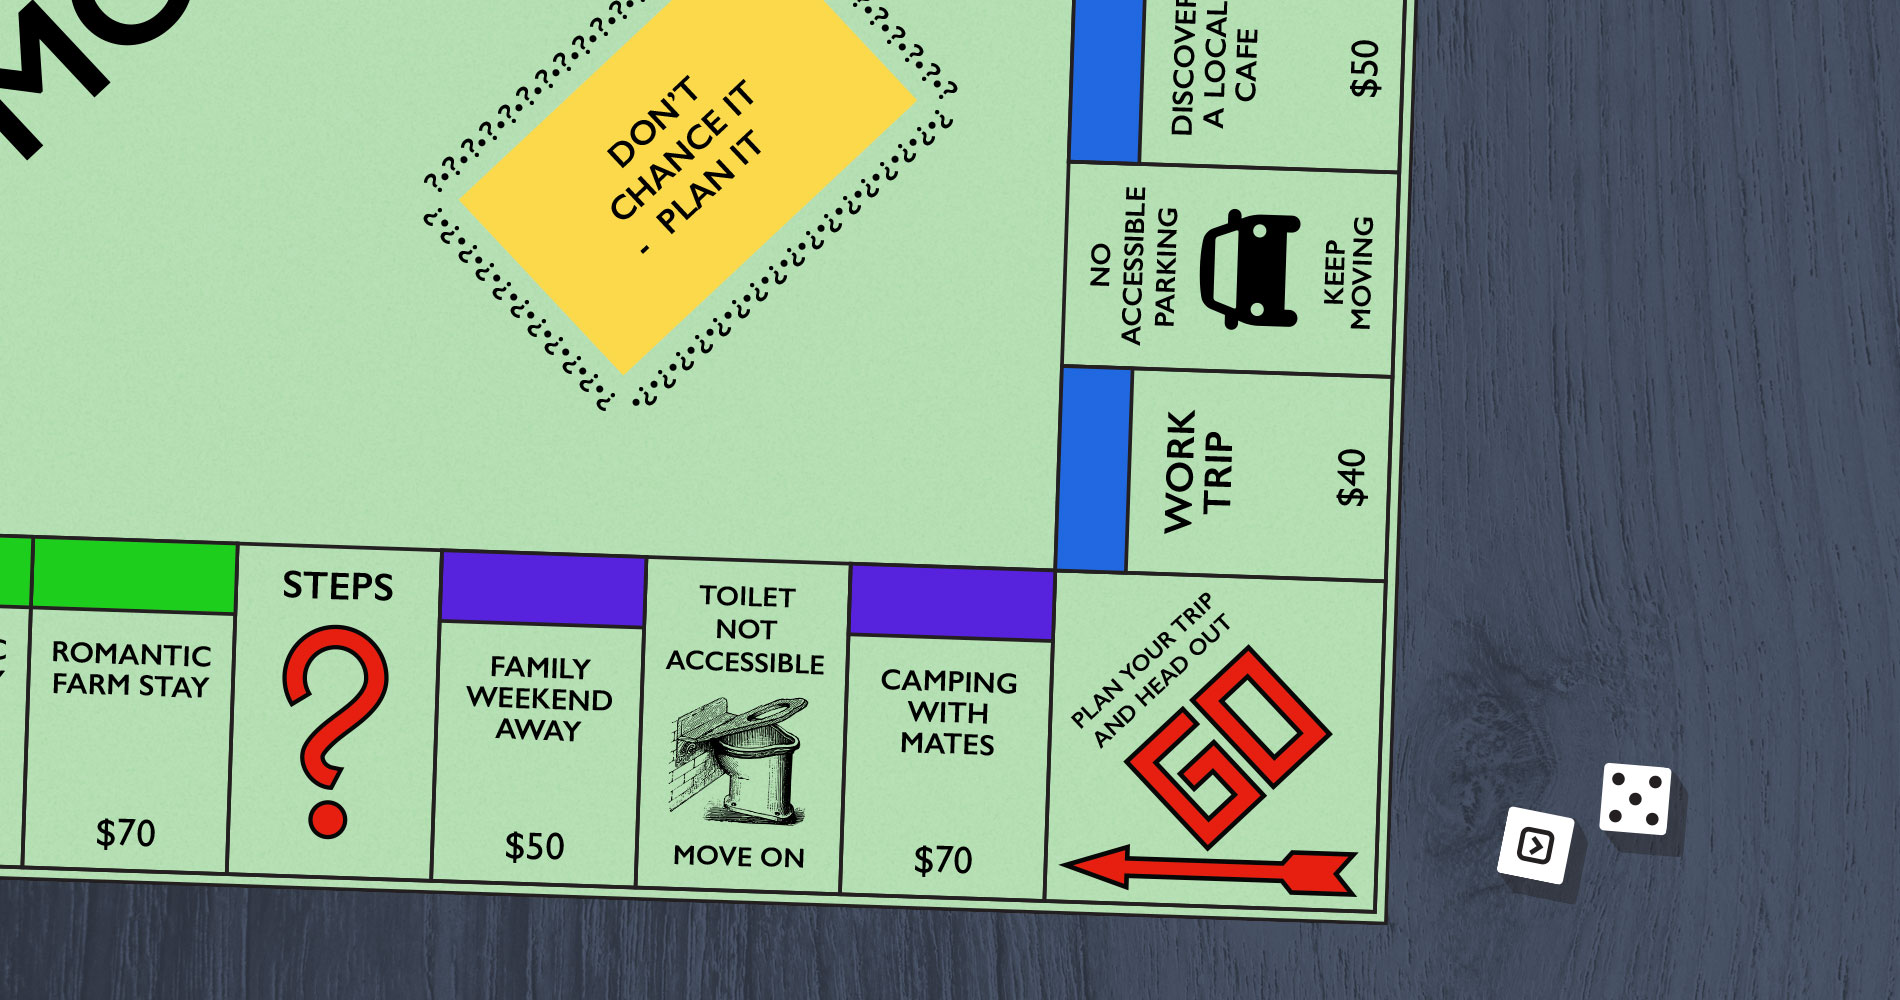 MO
DON'T
CHANCE IT
- PLAN IT
DISCOVER
A LOCAL
CAFE
$50
NO
ACCESSIBLE
PARKING
KEEP
MOVING
WORK
TRIP
$40
PLAN YOUR TRIP
AND HEAD OUT
GO
CAMPING
WITH
MATES
$70
TOILET
NOT
ACCESSIBLE
MOVE ON
FAMILY
WEEKEND
AWAY
$50
STEPS
?
ROMANTIC
FARM STAY
$70